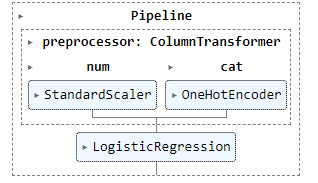 Pipeline
preprocessor: ColumnTransformer
num cat
StandardScaler OneHotEncoder
LogisticRegression